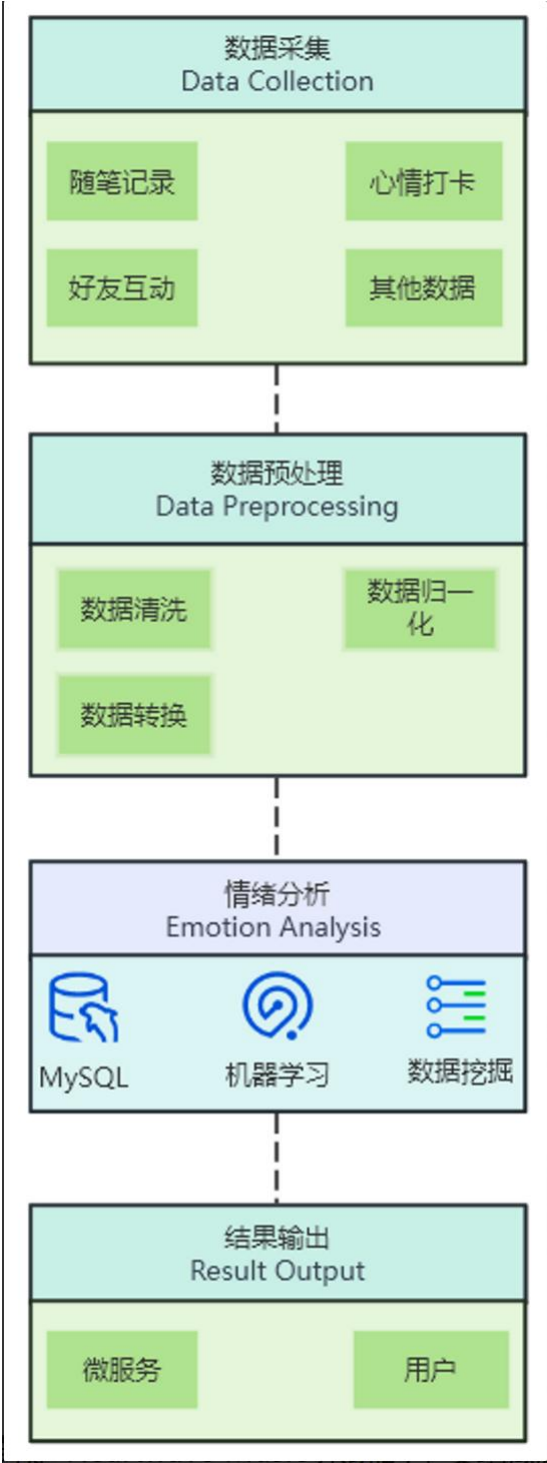 数据采集
Data Collection
随笔记录
心情打卡
好友互动
其他数据
数据预处理
Data Preprocessing
数据清洗
数据归一
化
数据转换
情绪分析
Emotion Analysis
MySQL
机器学习
数据挖掘
结果输出
Result Output
微服务
用户